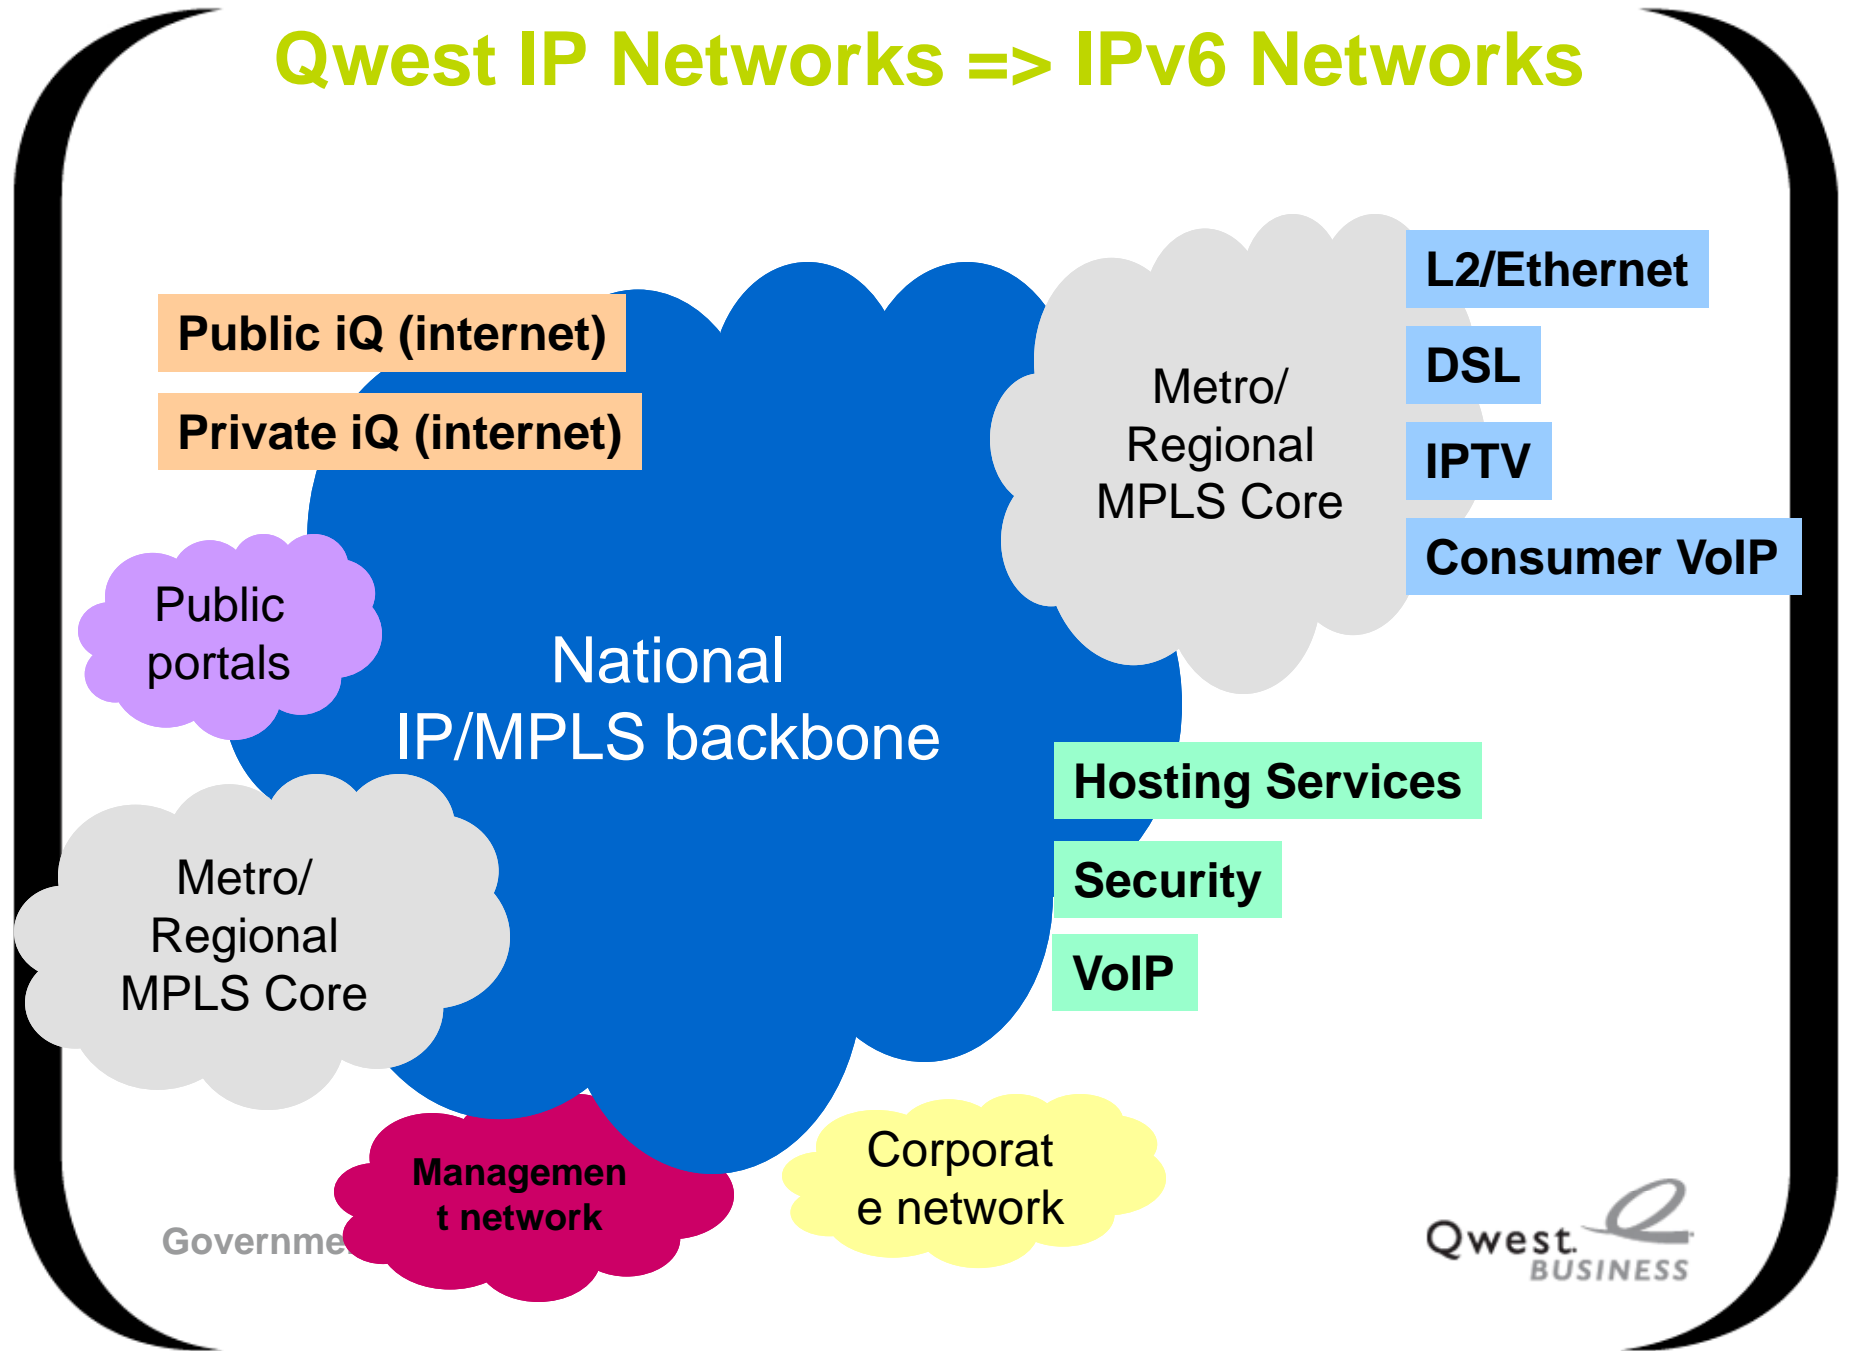 Qwest IP Networks => IPv6 Networks
Public iQ (internet)
Private iQ (internet)
L2/Ethernet
DSL
IPTV
Consumer VoIP
Metro/
Regional
MPLS Core
Public
portals
National
IP/MPLS backbone
Hosting Services
Security
VoIP
Metro/
Regional
MPLS Core
Managemen
t network
Corporat
e network
Qwest.
BUSINESS